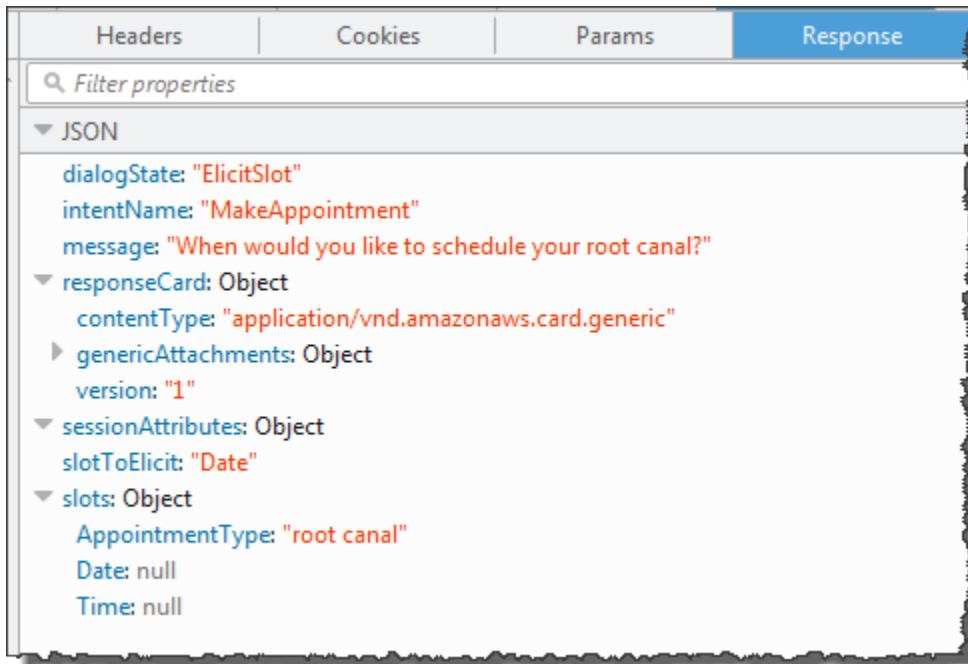 Headers Cookies Params Response
Filter properties
JSON
dialogState: "ElicitSlot"
intentName: "MakeAppointment"
message: "When would you like to schedule your root canal?"
responseCard: Object
contentType: "application/vnd.amazonaws.card.generic"
genericAttachments: Object
version: "1"
sessionAttributes: Object
slotToElicit: "Date"
slots: Object
AppointmentType: "root canal"
Date: null
Time: null